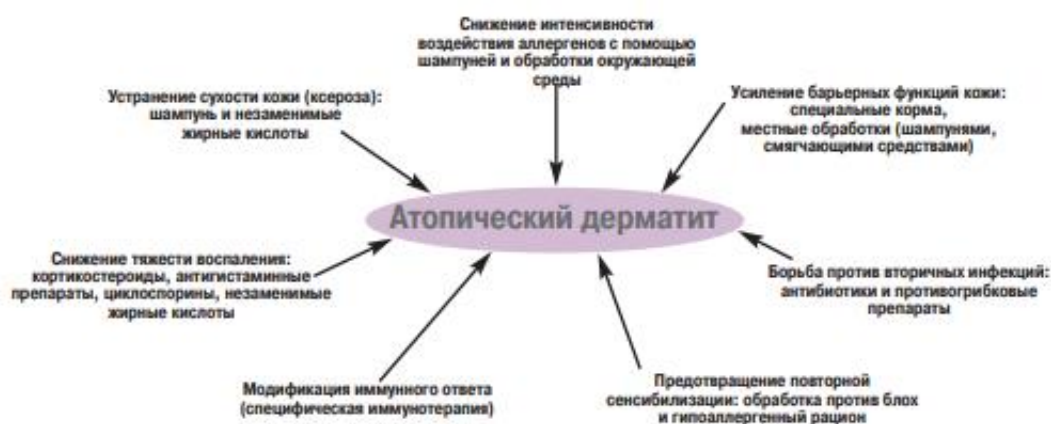 Снижение интенсивности
воздействия аллергенов с помощью
шампуней и обработки окружающей
среды
Устранение сухости кожи (ксероза):
шампунь и незаменимые
жирные кислоты
Усиление барьерных функций кожи:
специальные корма,
местные обработки (шампунями,
смягчающими средствами)
Атопический дерматит
Снижение тяжести воспаления:
кортикостероиды, антигистаминные
препараты, циклоспорины, незаменимые
жирные кислоты
Борьба против вторичных инфекций:
антибиотики и противогрибковые
препараты
Модификация иммунного ответа
(специфическая иммунотерапия)
Предотвращение повторной
сенсибилизации: обработка против блох
и гипоаллергенный рацион